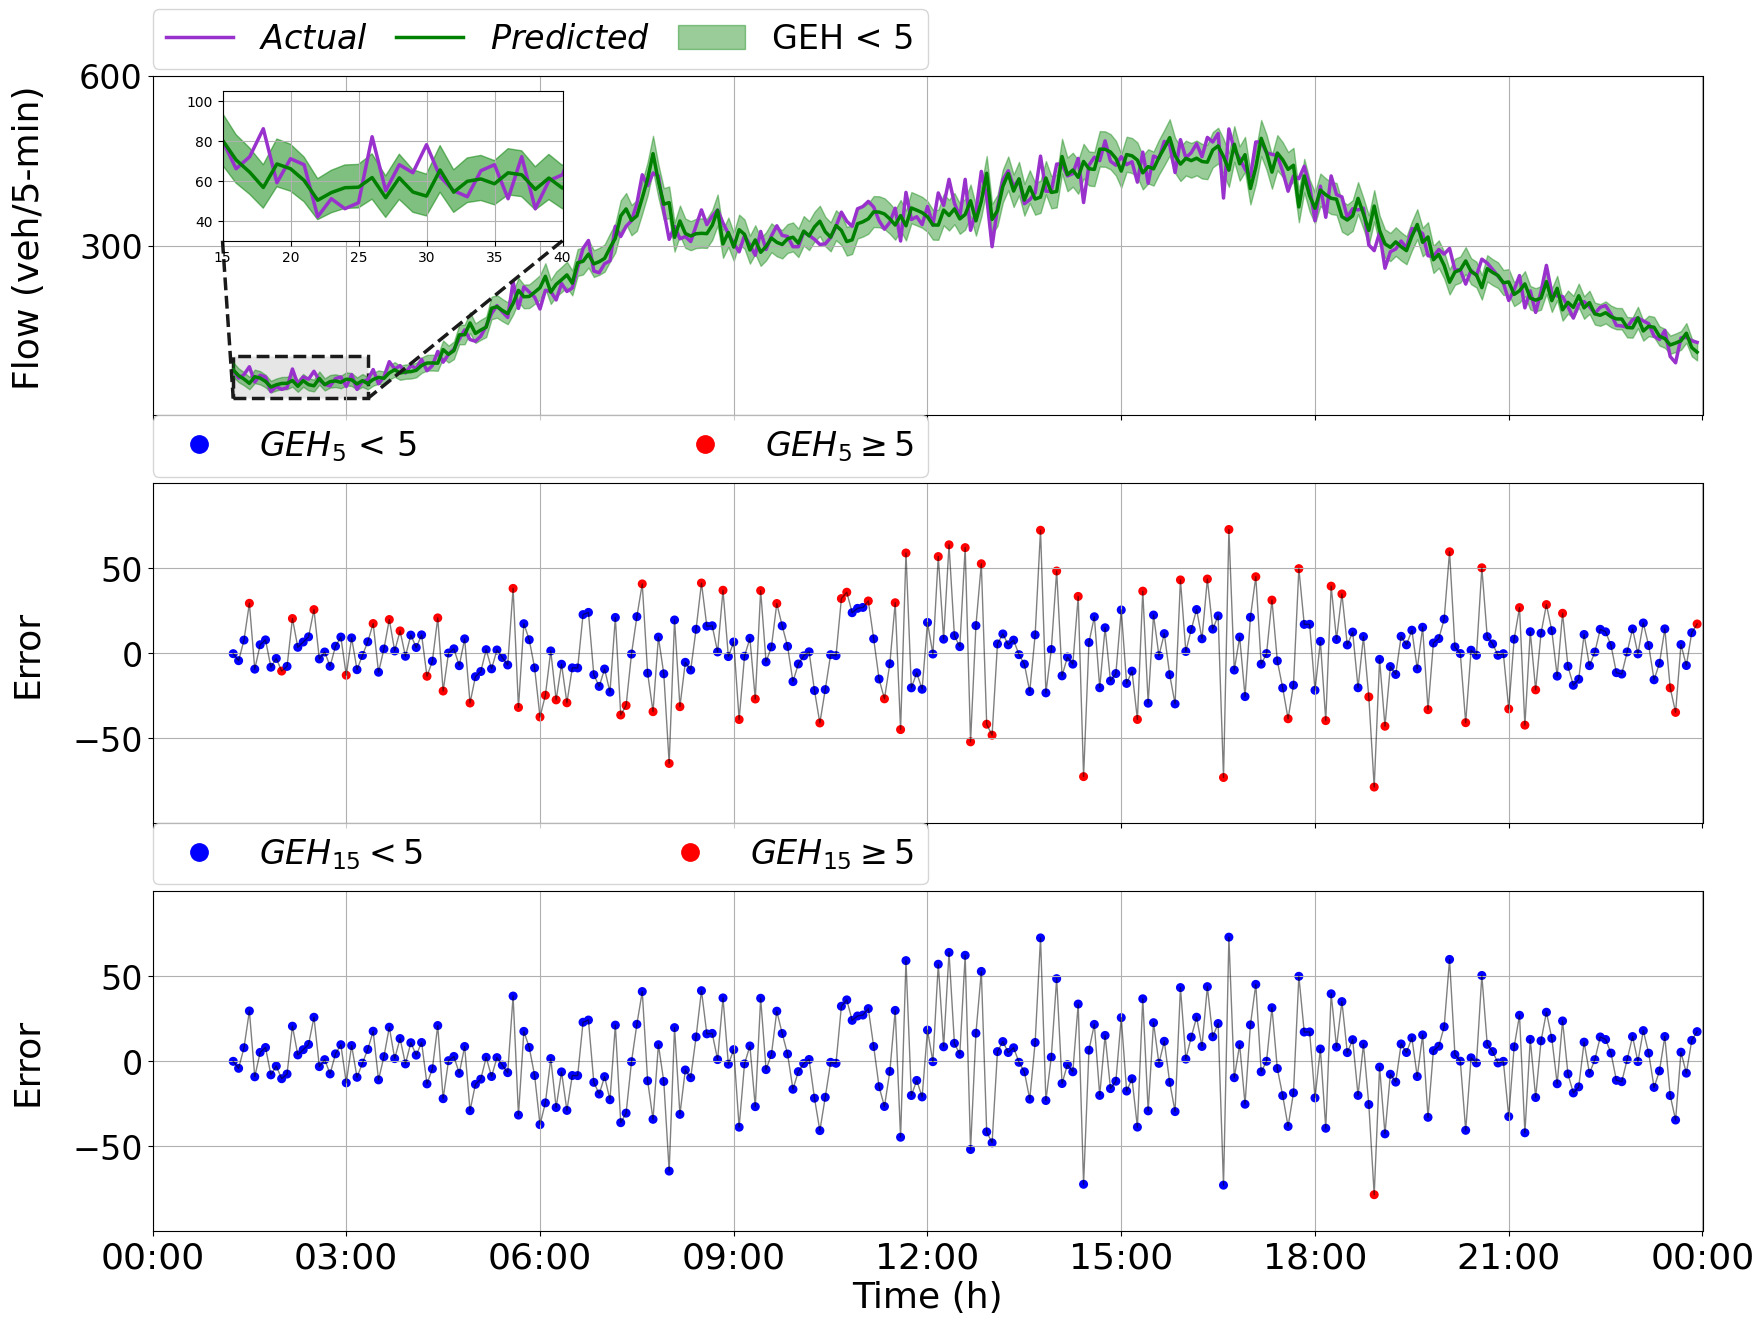 Actual Predicted GEH < 5
600
300
Flow (veh/5-min)
100
80
60
40
15 20 25 30 35 40
GEH5 < 5 GEH5 ≥ 5
50
0
−50
Error
GEH15 < 5 GEH15 ≥ 5
50
0
−50
Error
00:00 03:00 06:00 09:00 12:00 15:00 18:00 21:00 00:00
Time (h)